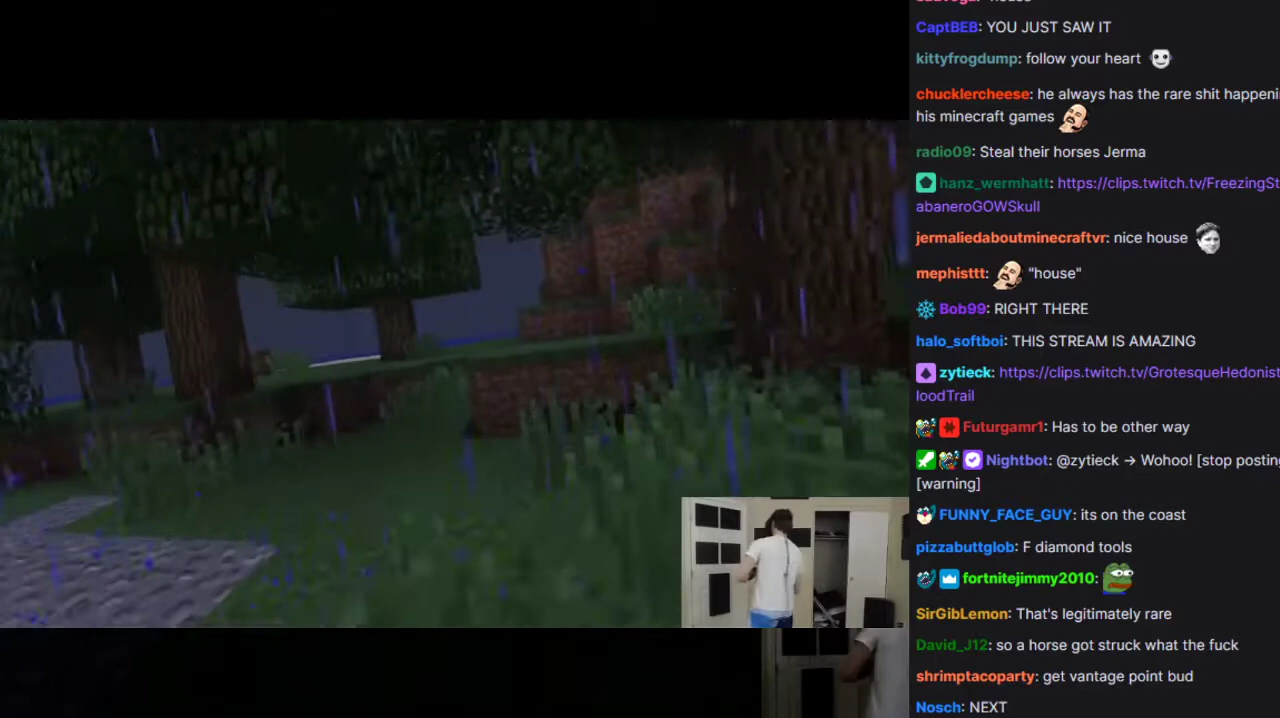 CaptBEB: YOU JUST SAW IT
kittyfrogdump: follow your heart
chucklercheese: he always has the rare shit happeni
his minecraft games
radio09: Steal their horses Jerma
hanz_wermhatt: https://clips.twitch.tv/FreezingSt
abaneroGOWSkull
jermaliedaboutminecraftvr: nice house
mephisttt: "house"
Bob99: RIGHT THERE
halo_softboi: THIS STREAM IS AMAZING
zytieck: https://clips.twitch.tv/GrotesqueHedonist
loodTrail
Futurgamr1: Has to be other way
Nightbot: @zytieck → Wohoo! [stop posting
[warning]
FUNNY_FACE_GUY: its on the coast
pizzabuttglob: F diamond tools
fortnitejimmy2010:
SirGibLemon: That's legitimately rare
David_J12: so a horse got struck what the fuck
shrimptacoparty: get vantage point bud
Nosch: NEXT